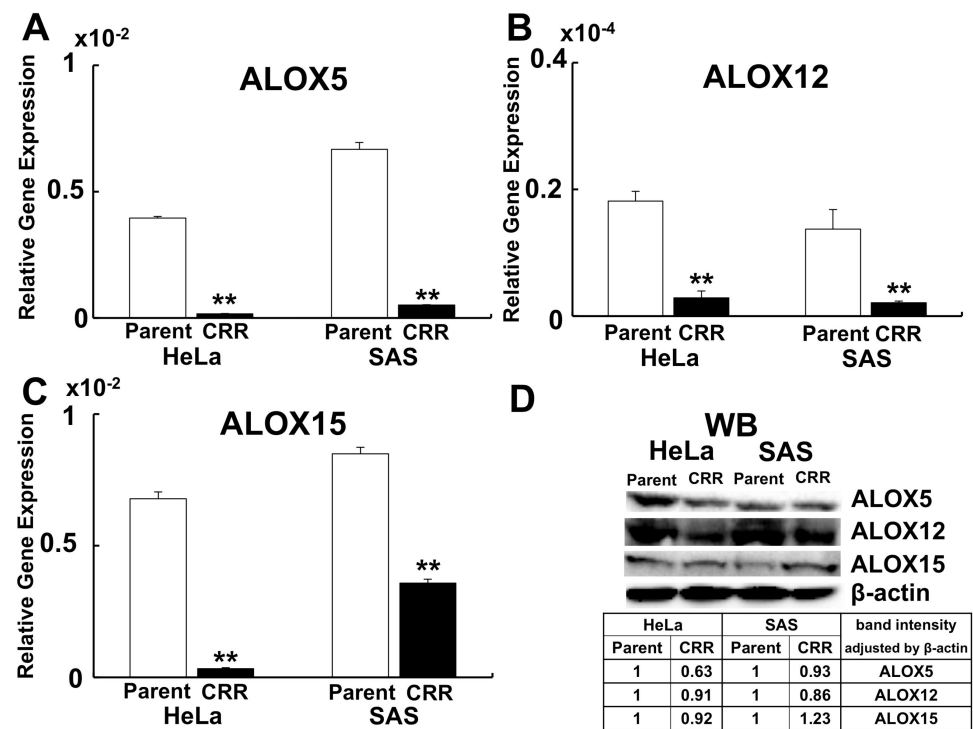 A
x10-2
1
ALOX5
Relative Gene Expression
0.5
**
**
0
Parent CRR Parent CRR
HeLa SAS
B
x10-4
0.4
ALOX12
Relative Gene Expression
0.2
**
**
0
Parent CRR Parent CRR
HeLa SAS
C
x10-2
1
ALOX15
Relative Gene Expression
0.5
**
**
0
Parent CRR Parent CRR
HeLa SAS
D
WB
HeLa SAS
Parent CRR Parent CRR
ALOX5
ALOX12
ALOX15
β-actin
HeLa SAS band intensity
Parent CRR Parent CRR adjusted by β-actin
1 0.63 1 0.93 ALOX5
1 0.91 1 0.86 ALOX12
1 0.92 1 1.23 ALOX15